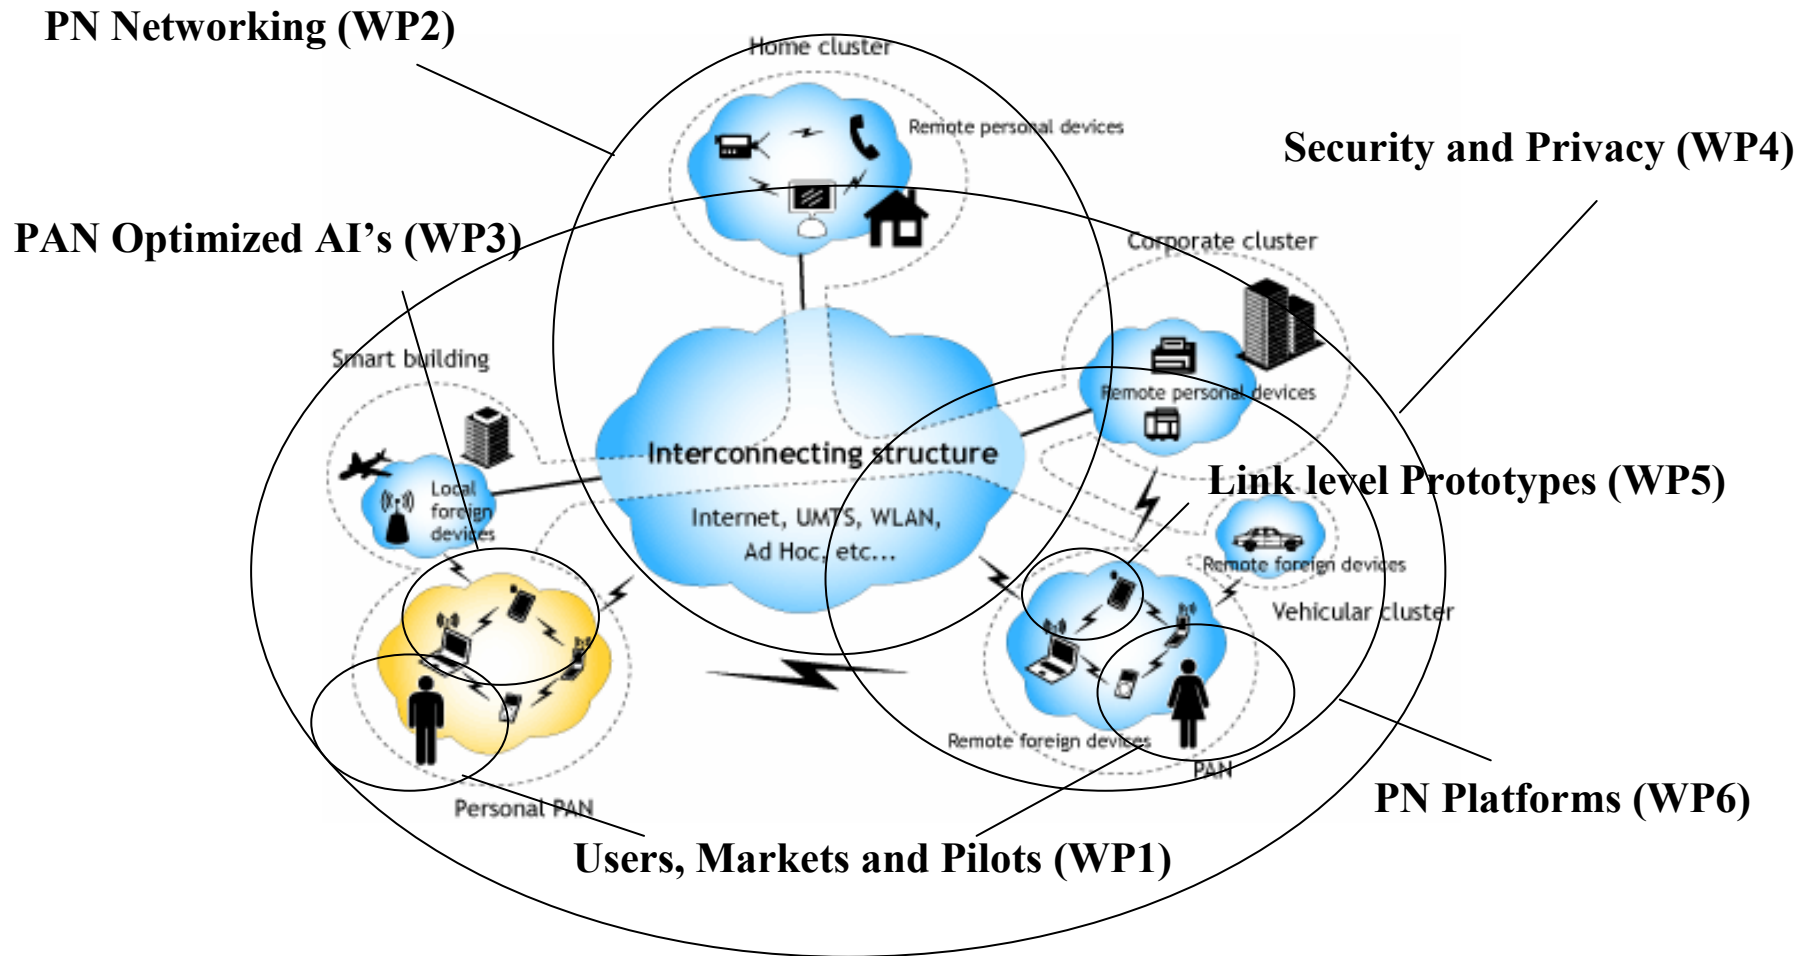 PN Networking (WP2)
Home cluster
Remote personal devices
Security and Privacy (WP4)
PAN Optimized AI’s (WP3)
Corporate cluster
Smart building
Remote personal devices
Interconnecting structure
Local
foreign
devices
Link level Prototypes (WP5)
Internet, UMTS, WLAN,
Ad Hoc, etc...
Remote foreign devices
Vehicular cluster
Remote foreign devices
PAN
Personal PAN
PN Platforms (WP6)
Users, Markets and Pilots (WP1)